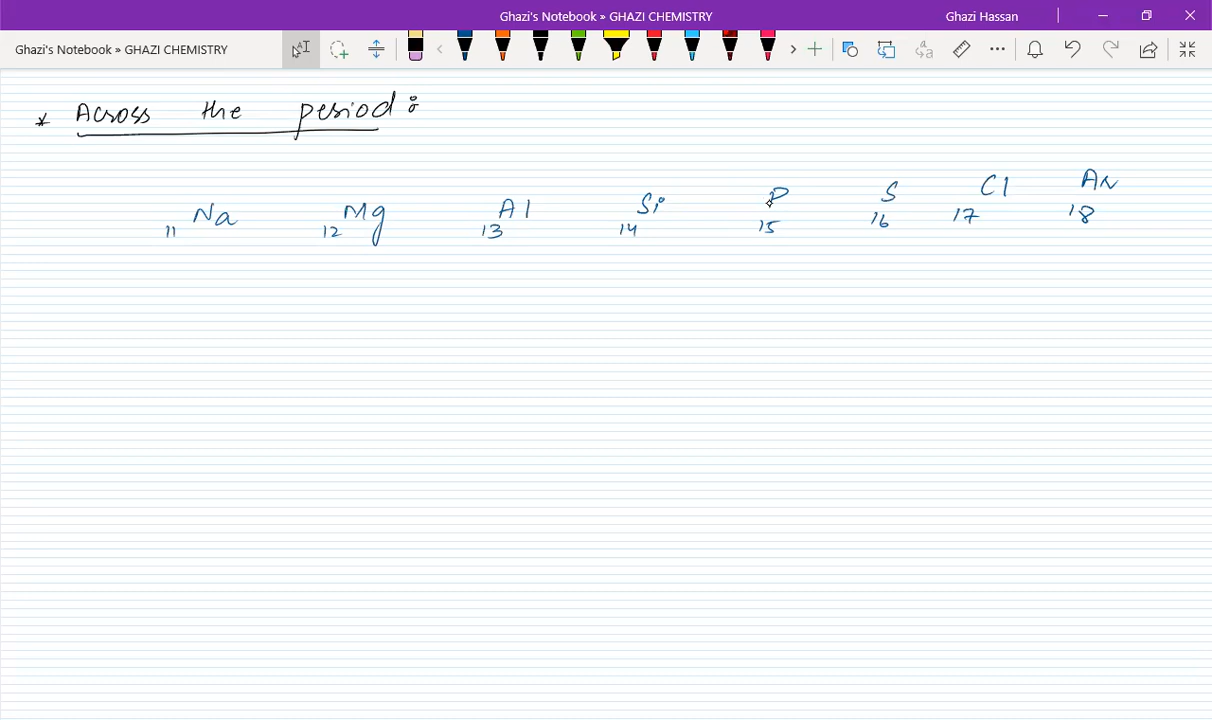 Ghazi's Notebook » GHAZI CHEMISTRY
Ghazi Hassan
Ghazi's Notebook » GHAZI CHEMISTRY
* Across the period:
11 Na 12 Mg 13 Al 14 Si 15 P 16 S 17 Cl 18 Ar